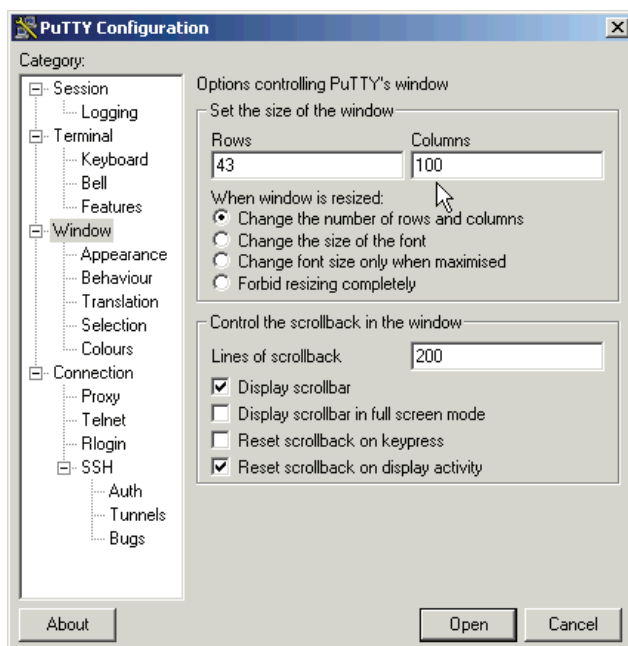 PuTTY Configuration
Category:
Session
Logging
Terminal
Keyboard
Bell
Features
Window
Appearance
Behaviour
Translation
Selection
Colours
Connection
Proxy
Telnet
Rlogin
SSH
Auth
Tunnels
Bugs
Options controlling PuTTY's window
Set the size of the window
Rows Columns
43 100
When window is resized:
Change the number of rows and columns
Change the size of the font
Change font size only when maximised
Forbid resizing completely
Control the scrollback in the window
Lines of scrollback 200
Display scrollbar
Display scrollbar in full screen mode
Reset scrollback on keypress
Reset scrollback on display activity
About Open Cancel